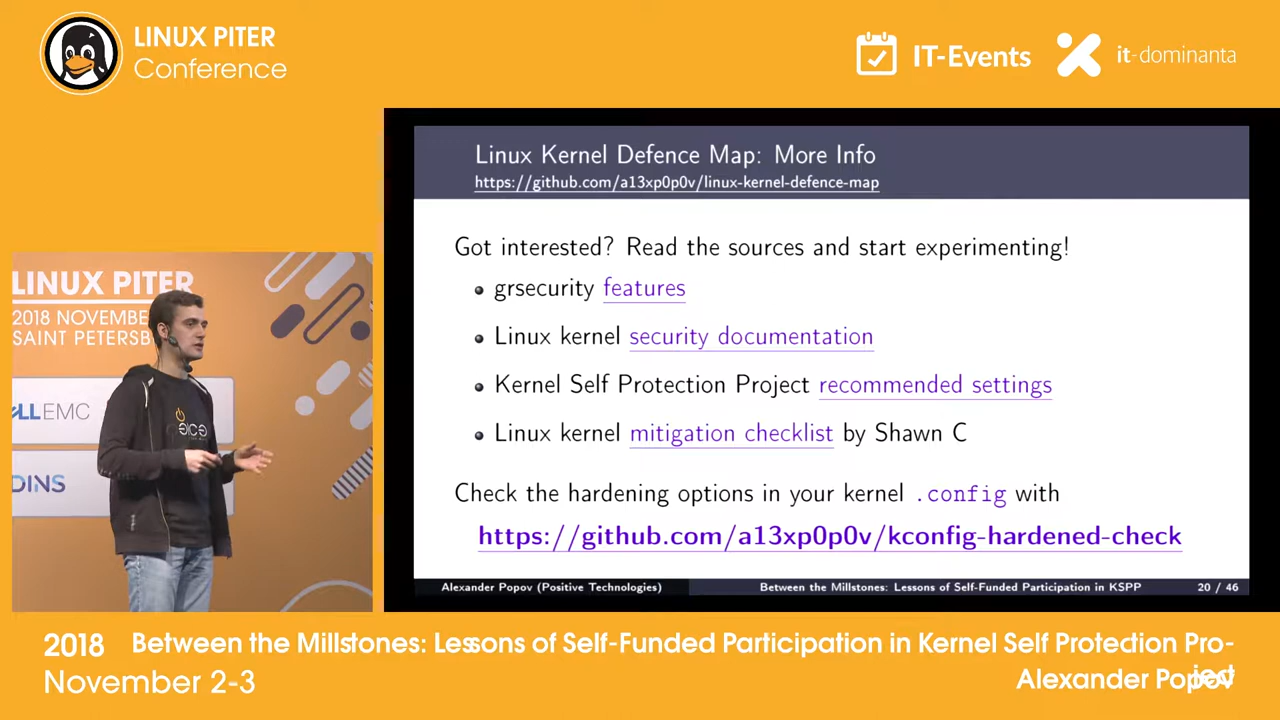 LINUX PITER
Conference
IT-Events
it-dominanta
Linux Kernel Defence Map: More Info
https://github.com/a13xp0p0v/linux-kernel-defence-map
Got interested? Read the sources and start experimenting!
grsecurity features
Linux kernel security documentation
Kernel Self Protection Project recommended settings
Linux kernel mitigation checklist by Shawn C
Check the hardening options in your kernel .config with
https://github.com/a13xp0p0v/kconfig-hardened-check
Alexander Popov (Positive Technologies)
Between the Millstones: Lessons of Self-Funded Participation in KSPP
20 / 46
LINUX PITER
2018 NOVEMBE
SAINT PETERSB
LL EMC
DINS
2018 Between the Millstones: Lessons of Self-Funded Participation in Kernel Self Protection Pro-
ject
November 2-3
Alexander Popov